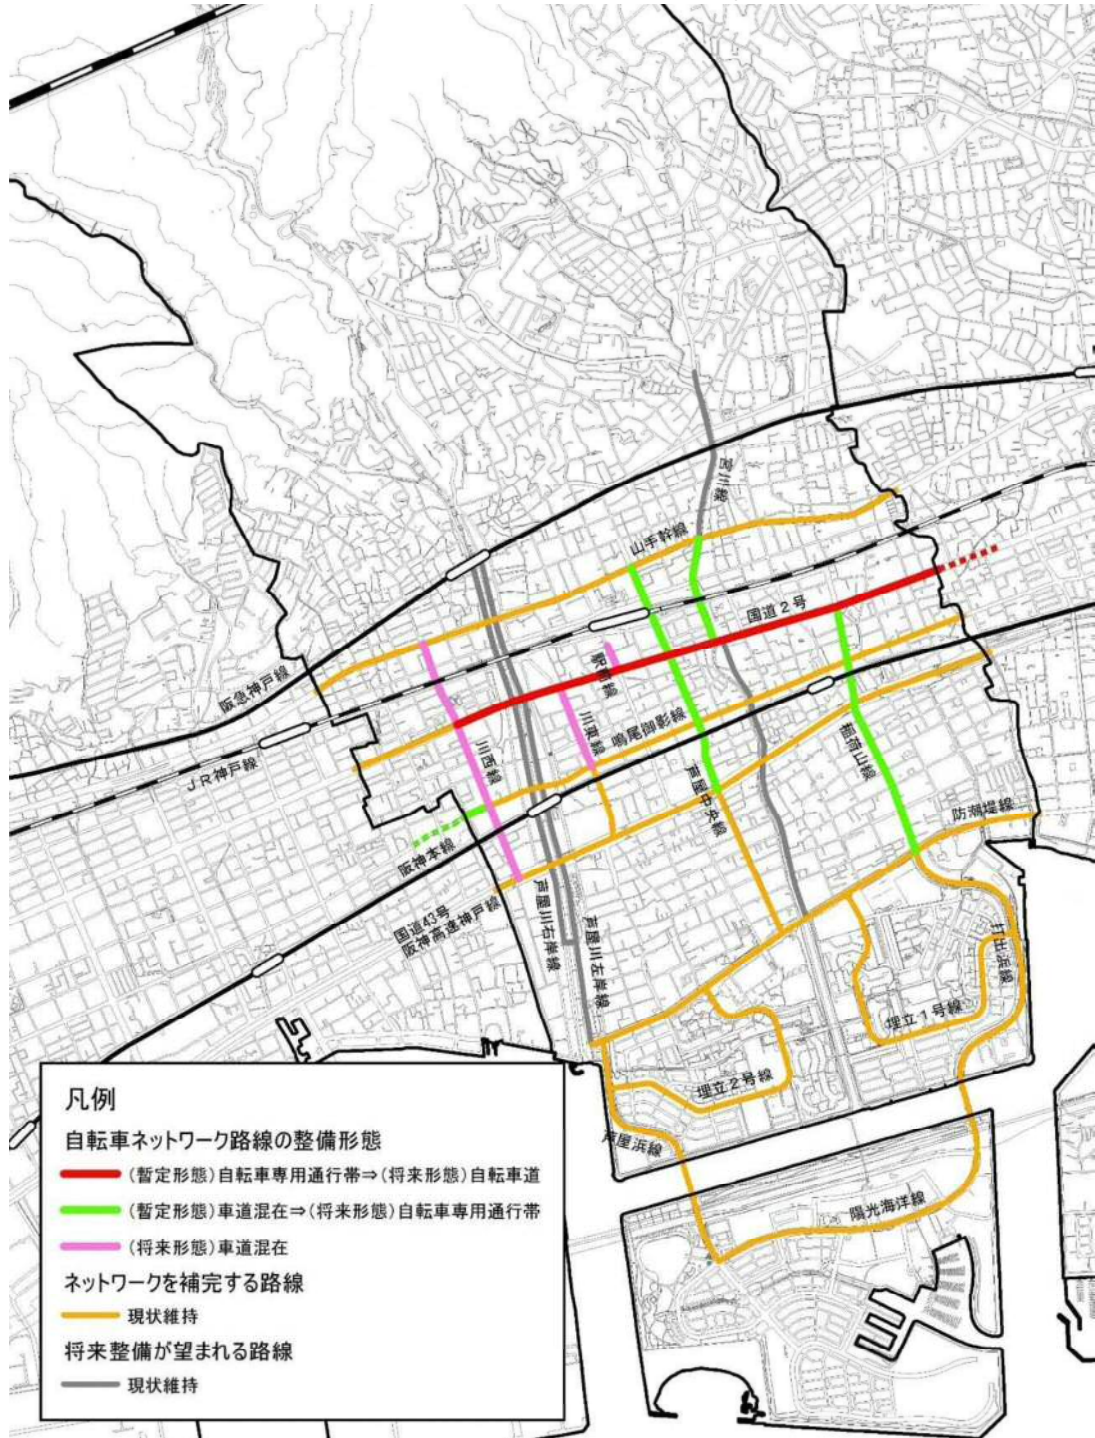 宮川線
山手幹線
国道2号
駅前線
阪急神戸線
JR神戸線
川西線
川東線
鳴尾御影線
芦屋中央線
稲荷山線
防潮堤線
阪神本線
国道43号
阪神高速神戸線
芦屋川右岸線
芦屋川左岸線
打出浜線
埋立1号線
埋立2号線
芦屋浜線
陽光海洋線
凡例
自転車ネットワーク路線の整備形態
(暫定形態)自転車専用通行帯⇒(将来形態)自転車道
(暫定形態)車道混在⇒(将来形態)自転車専用通行帯
(将来形態)車道混在
ネットワークを補完する路線
現状維持
将来整備が望まれる路線
現状維持